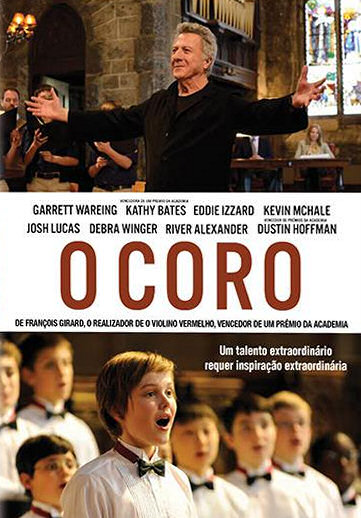 VENCEDORA DE UM PRÉMIO DA ACADEMIA
VENCEDOR DE PRÉMIOS DA ACADEMIA
GARRETT WAREING KATHY BATES EDDIE IZZARD KEVIN MCHALE
JOSH LUCAS DEBRA WINGER RIVER ALEXANDER DUSTIN HOFFMAN
O CORO
DE FRANÇOIS GIRARD, O REALIZADOR DE O VIOLINO VERMELHO, VENCEDOR DE UM PRÉMIO DA ACADEMIA
Um talento extraordinário
requer inspiração extraordinária